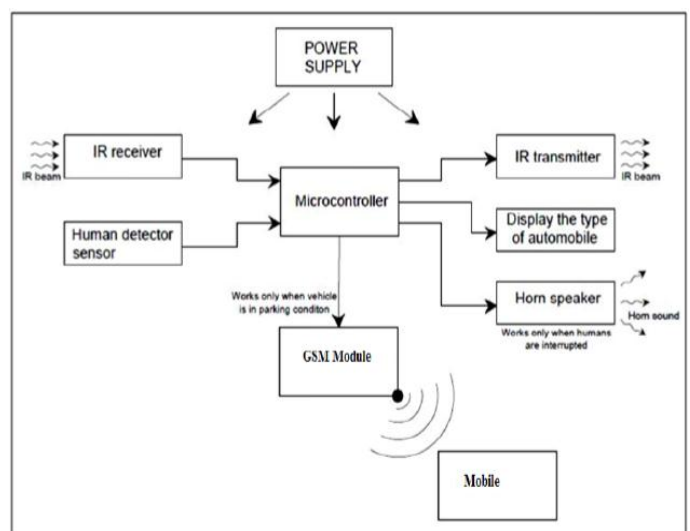 POWER
SUPPLY
IR receiver
IR beam
IR transmitter
IR beam
Microcontroller
Human detector
sensor
Display the type
of automobile
Works only when vehicle
is in parking conditon
Horn speaker
Horn sound
Works only when humans
are interrupted
GSM Module
Mobile